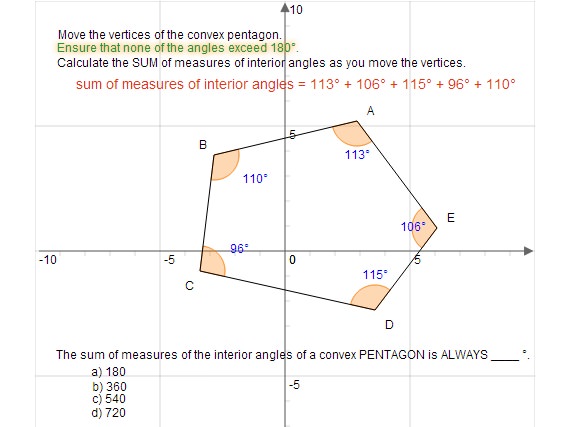 10
Move the vertices of the convex pentagon.
Ensure that none of the angles exceed 180°.
Calculate the SUM of measures of interior angles as you move the vertices.
sum of measures of interior angles = 113° + 106° + 115° + 96° + 110°
A
5
B
113°
110°
E
106°
96°
-10
-5
0
5
115°
C
D
The sum of measures of the interior angles of a convex PENTAGON is ALWAYS ____ °.
a) 180
b) 360
-5
c) 540
d) 720